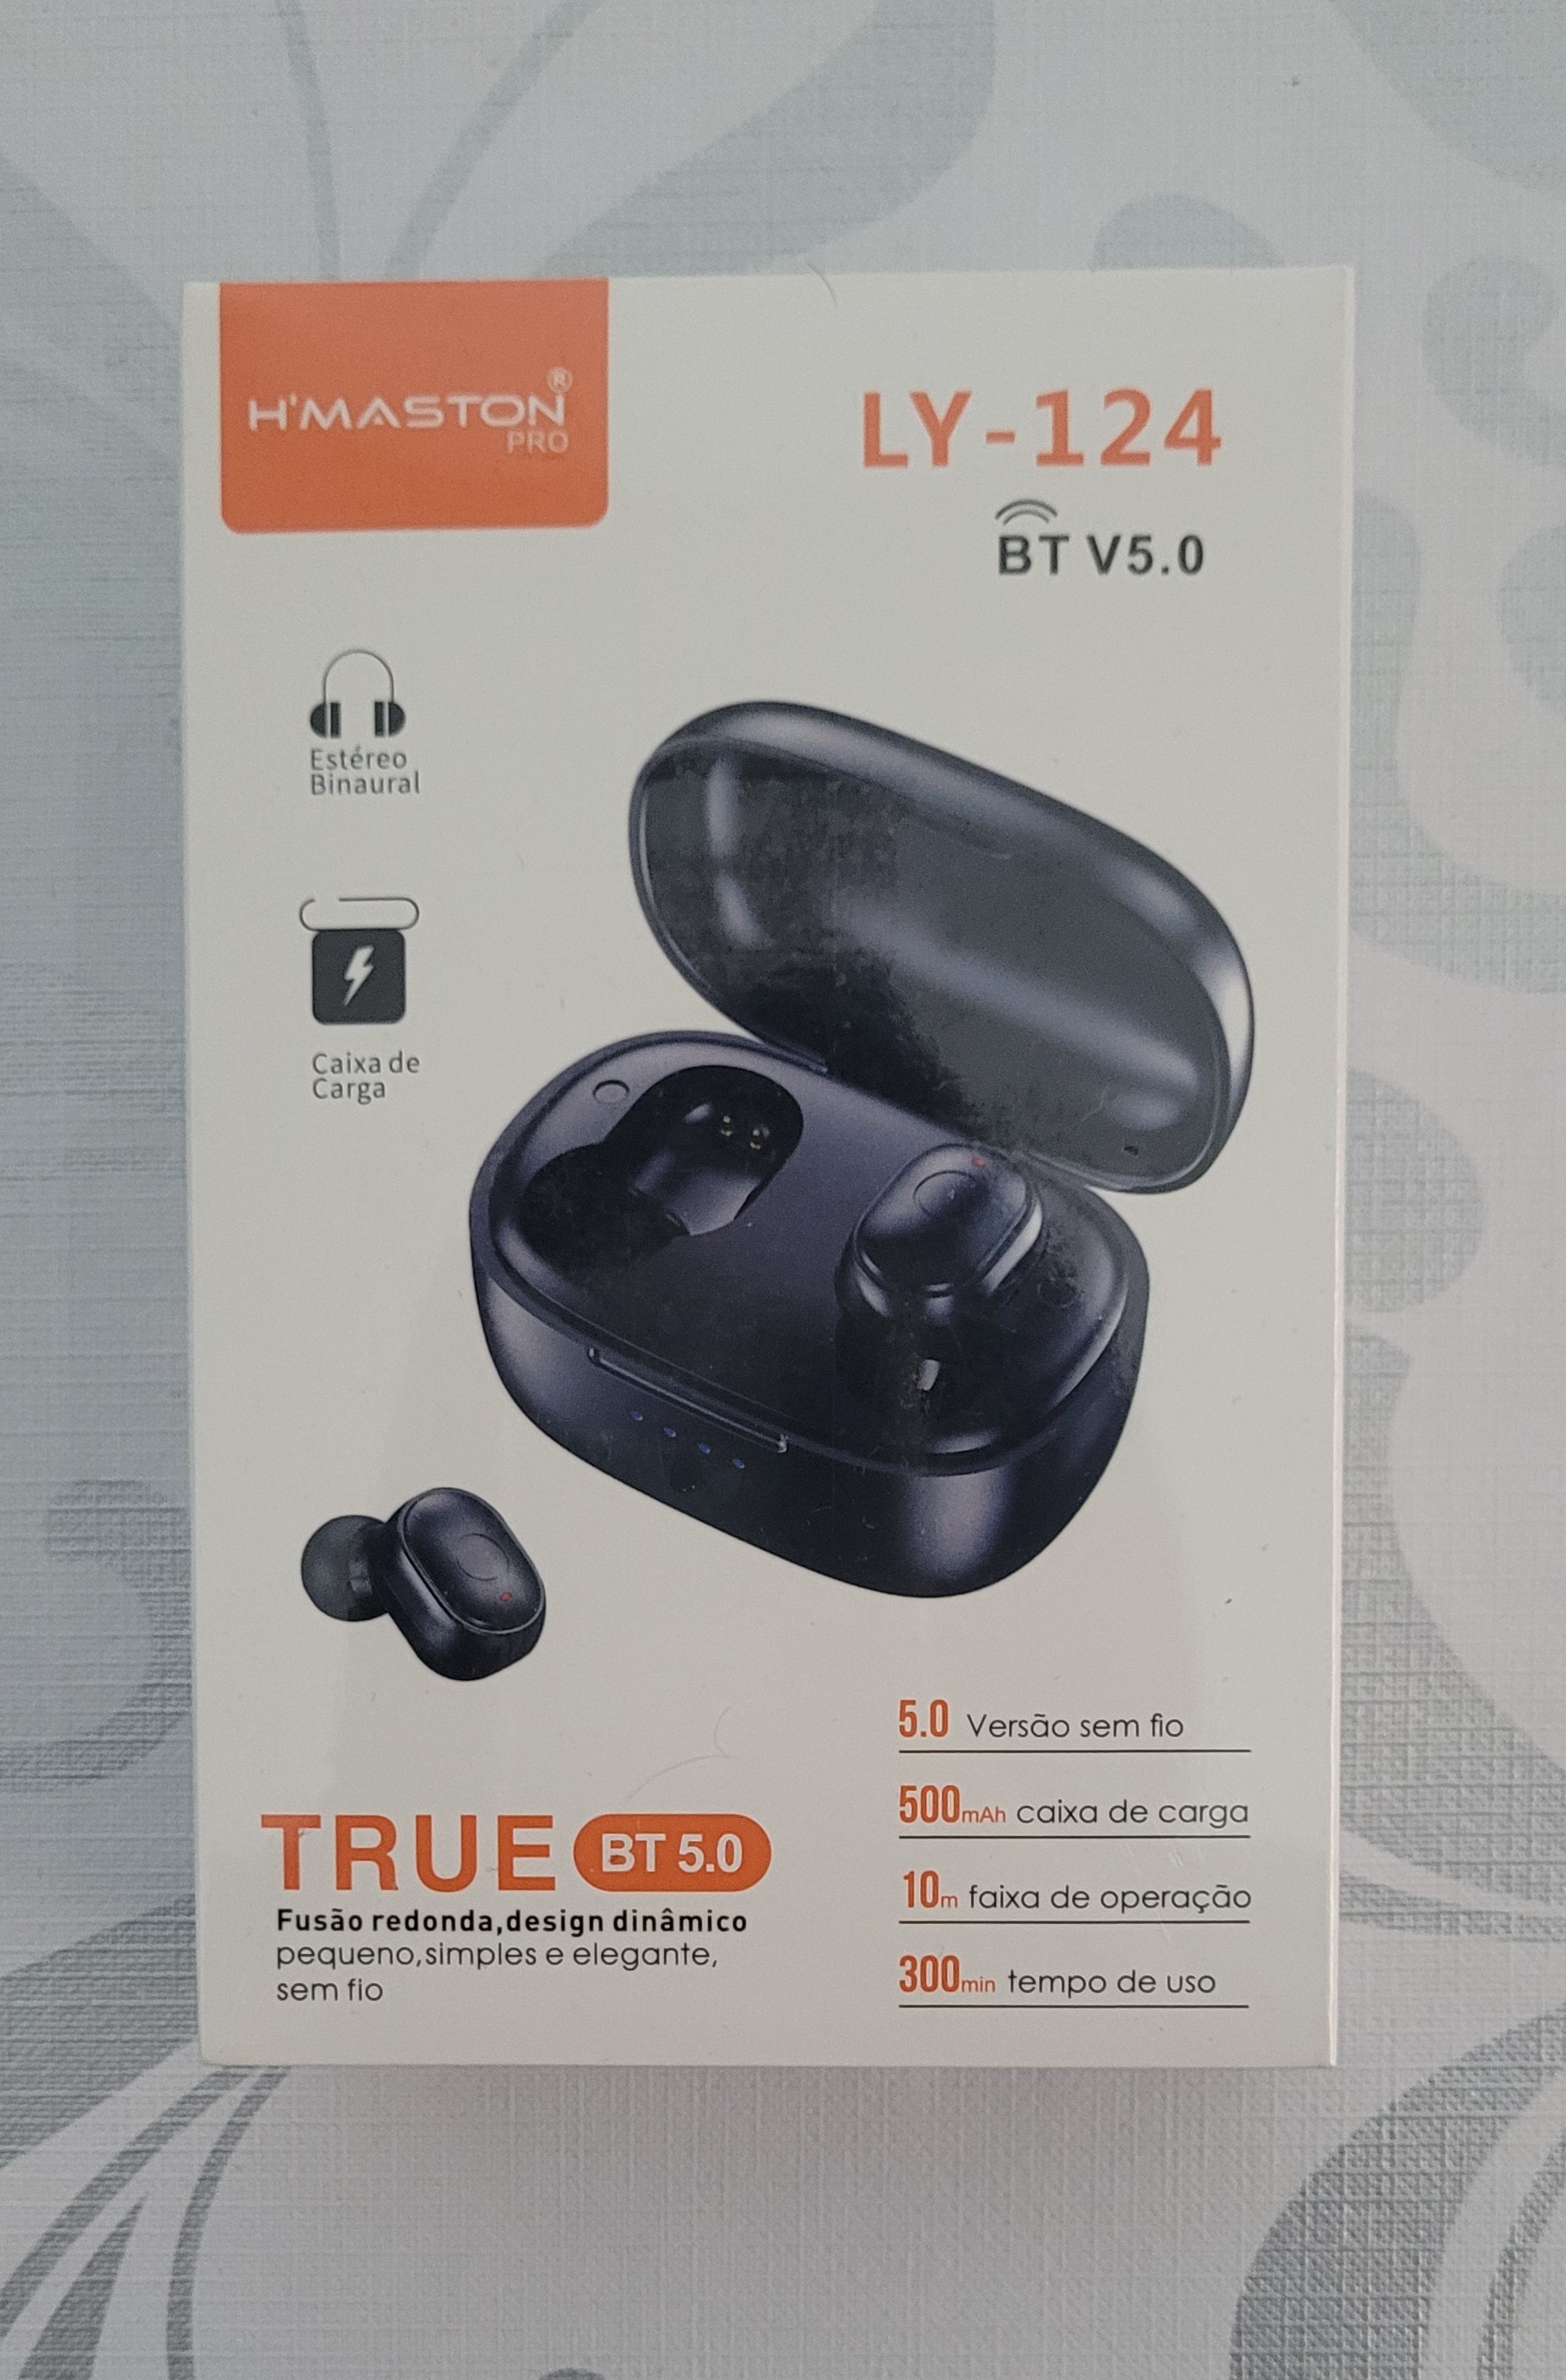 H'MASTON®
PRO
LY-124
BT V5.0
Estéreo
Binaural
Caixa de
Carga
5.0 Versão sem fio
500mAh caixa de carga
10m faixa de operação
300min tempo de uso
TRUE BT 5.0
Fusão redonda,design dinâmico
pequeno,simples e elegante,
sem fio